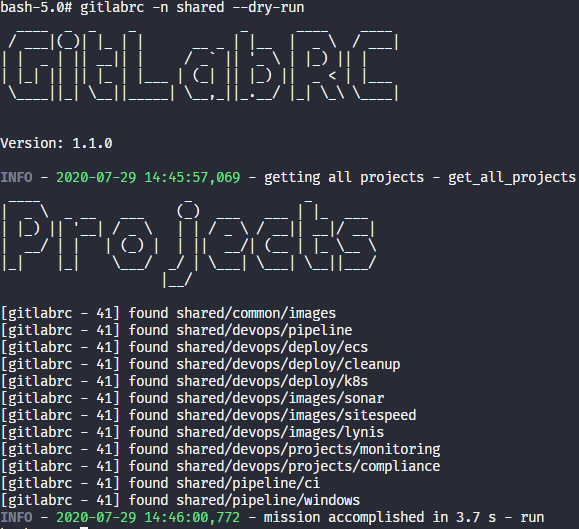 bash-5.0# gitlabrc -n shared --dry-run
GitLabRC
Version: 1.1.0
INFO - 2020-07-29 14:45:57,069 - getting all projects - get_all_projects
Projects
[gitlabrc - 41] found shared/common/images
[gitlabrc - 41] found shared/devops/pipeline
[gitlabrc - 41] found shared/devops/deploy/ecs
[gitlabrc - 41] found shared/devops/deploy/cleanup
[gitlabrc - 41] found shared/devops/deploy/k8s
[gitlabrc - 41] found shared/devops/images/sonar
[gitlabrc - 41] found shared/devops/images/sitespeed
[gitlabrc - 41] found shared/devops/images/lynis
[gitlabrc - 41] found shared/devops/projects/monitoring
[gitlabrc - 41] found shared/devops/projects/compliance
[gitlabrc - 41] found shared/pipeline/ci
[gitlabrc - 41] found shared/pipeline/windows
INFO - 2020-07-29 14:46:00,772 - mission accomplished in 3.7 s - run